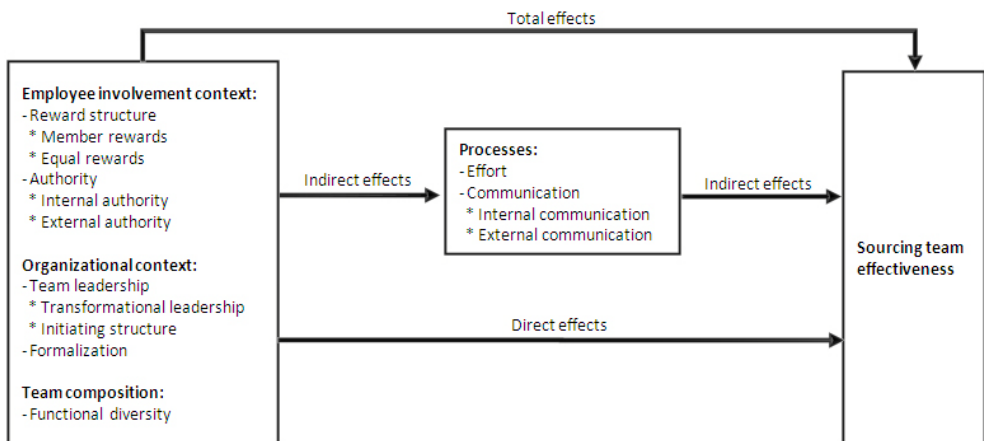 Total effects
Employee involvement context:
- Reward structure
* Member rewards
* Equal rewards
- Authority
* Internal authority
* External authority
Organizational context:
- Team leadership
* Transformational leadership
* Initiating structure
- Formalization
Team composition:
- Functional diversity
Indirect effects
Processes:
- Effort
- Communication
* Internal communication
* External communication
Indirect effects
Direct effects
Sourcing team
effectiveness